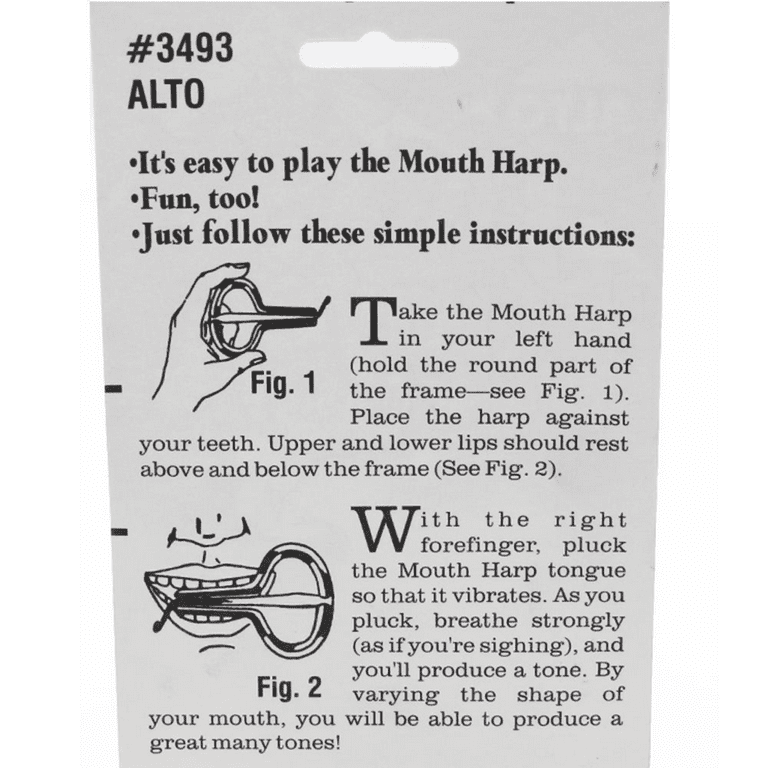 #3493
ALTO
•It's easy to play the Mouth Harp.
•Fun, too!
•Just follow these simple instructions:
Take the Mouth Harp
in your left hand
(hold the round part of
Fig. 1
the frame—see Fig. 1).
Place the harp against
your teeth. Upper and lower lips should rest
above and below the frame (See Fig. 2).
With the right
forefinger, pluck
the Mouth Harp tongue
so that it vibrates. As you
pluck, breathe strongly
(as if you're sighing), and
you'll produce a tone. By
Fig. 2
varying the shape of
your mouth, you will be able to produce a
great many tones!